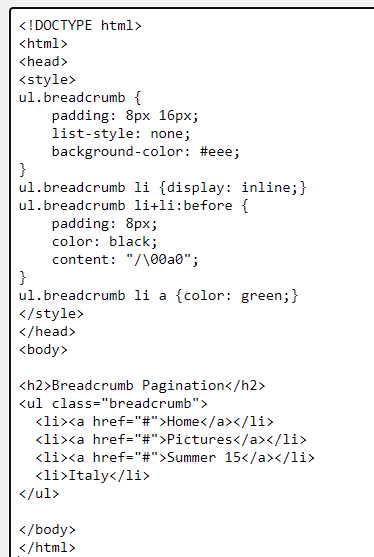 <!DOCTYPE html>
<html>
<head>
<style>
ul.breadcrumb {
    padding: 8px 16px;
    list-style: none;
    background-color: #eee;
}
ul.breadcrumb li {display: inline;}
ul.breadcrumb li+li:before {
    padding: 8px;
    color: black;
    content: "/\00a0";
}
ul.breadcrumb li a {color: green;}
</style>
</head>
<body>

<h2>Breadcrumb Pagination</h2>
<ul class="breadcrumb">
  <li><a href="#">Home</a></li>
  <li><a href="#">Pictures</a></li>
  <li><a href="#">Summer 15</a></li>
  <li>Italy</li>
</ul>

</body>
</html>